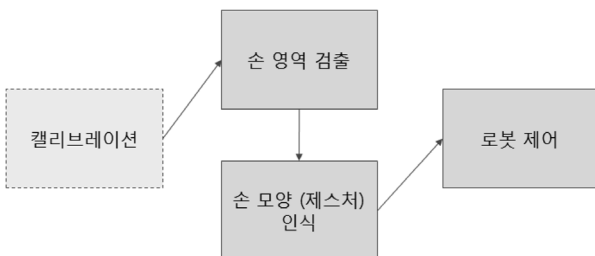 캘리브레이션
손 영역 검출
손 모양 (제스처)
인식
로봇 제어